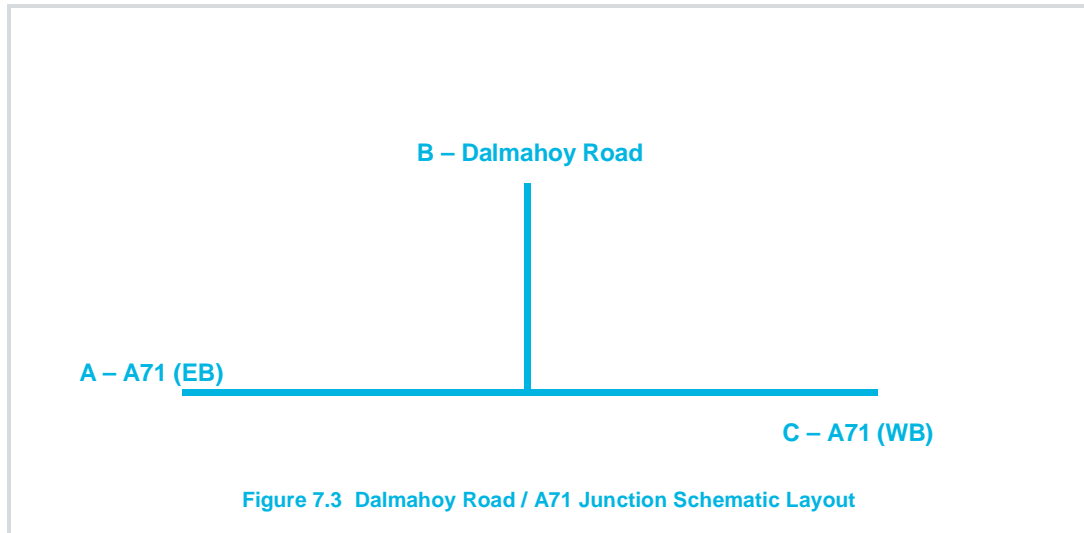 B – Dalmahoy Road
A – A71 (EB)
C – A71 (WB)
Figure 7.3 Dalmahoy Road / A71 Junction Schematic Layout